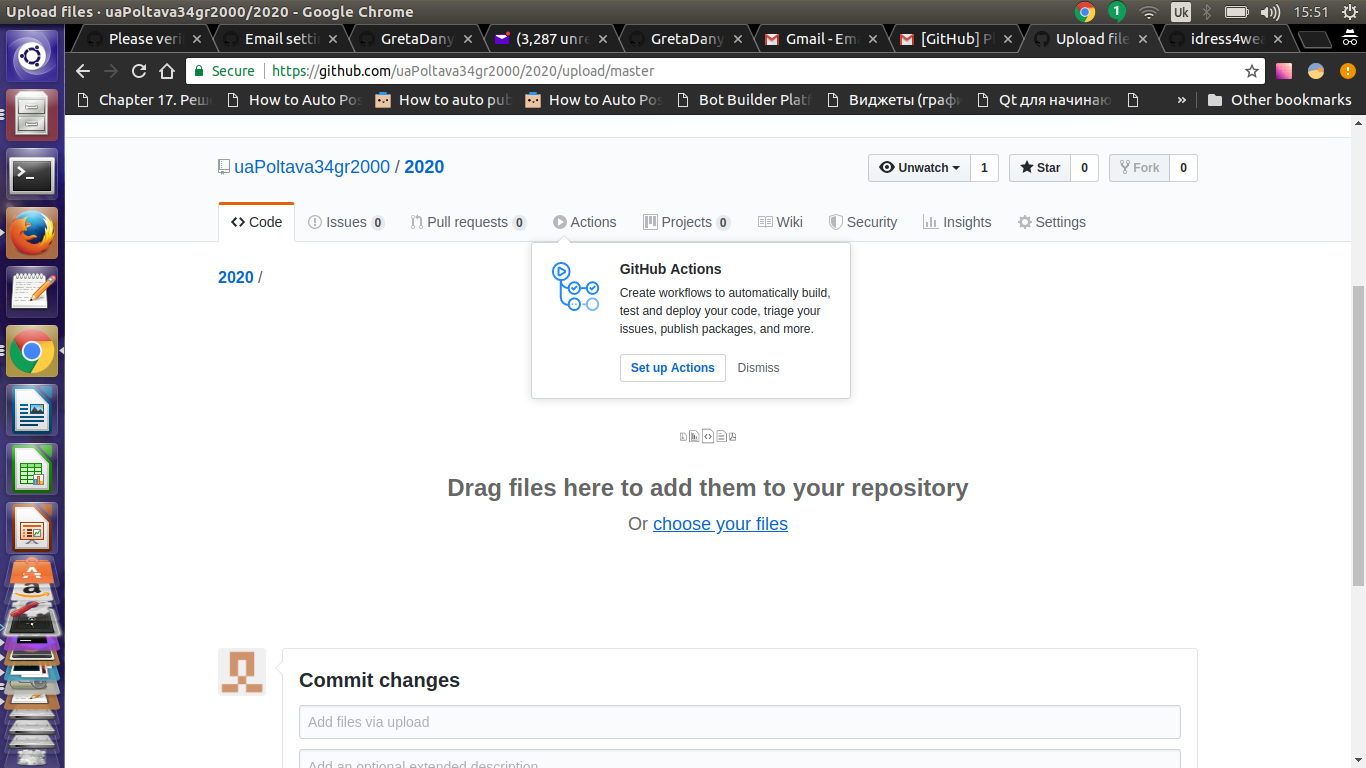 Upload files · uaPoltava34gr2000/2020 - Google Chrome
1
Uk
15:51
Please veri
Email setti
GretaDany
(3,287 unre
GretaDany
Gmail - Ema
[GitHub] Pl
Upload file
idress4wea
Secure
https://github.com/uaPoltava34gr2000/2020/upload/master
Chapter 17. Реш
How to Auto Pos
How to auto pub
How to Auto Pos
Bot Builder Platf
Виджеты (графи
Qt для начинаю
»
Other bookmarks
uaPoltava34gr2000 / 2020
Unwatch 1
Star 0
Fork 0
Code
Issues 0
Pull requests 0
Actions
Projects 0
Wiki
Security
Insights
Settings
2020 /
GitHub Actions
Create workflows to automatically build,
test and deploy your code, triage your
issues, publish packages, and more.
Set up Actions
Dismiss
Drag files here to add them to your repository
Or choose your files
Commit changes
Add files via upload
Add an optional extended description